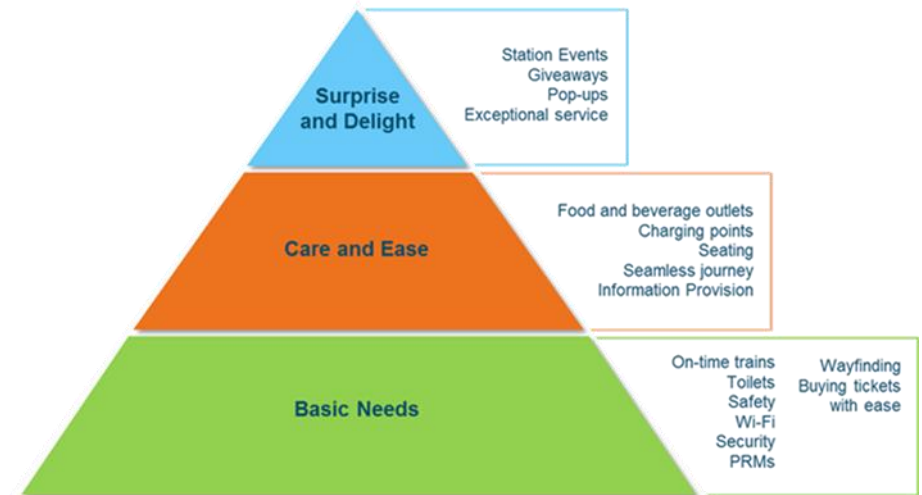 Surprise
and Delight
Station Events
Giveaways
Pop-ups
Exceptional service
Care and Ease
Food and beverage outlets
Charging points
Seating
Seamless journey
Information Provision
Basic Needs
On-time trains
Toilets
Safety
Wi-Fi
Security
PRMs
Wayfinding
Buying tickets
with ease